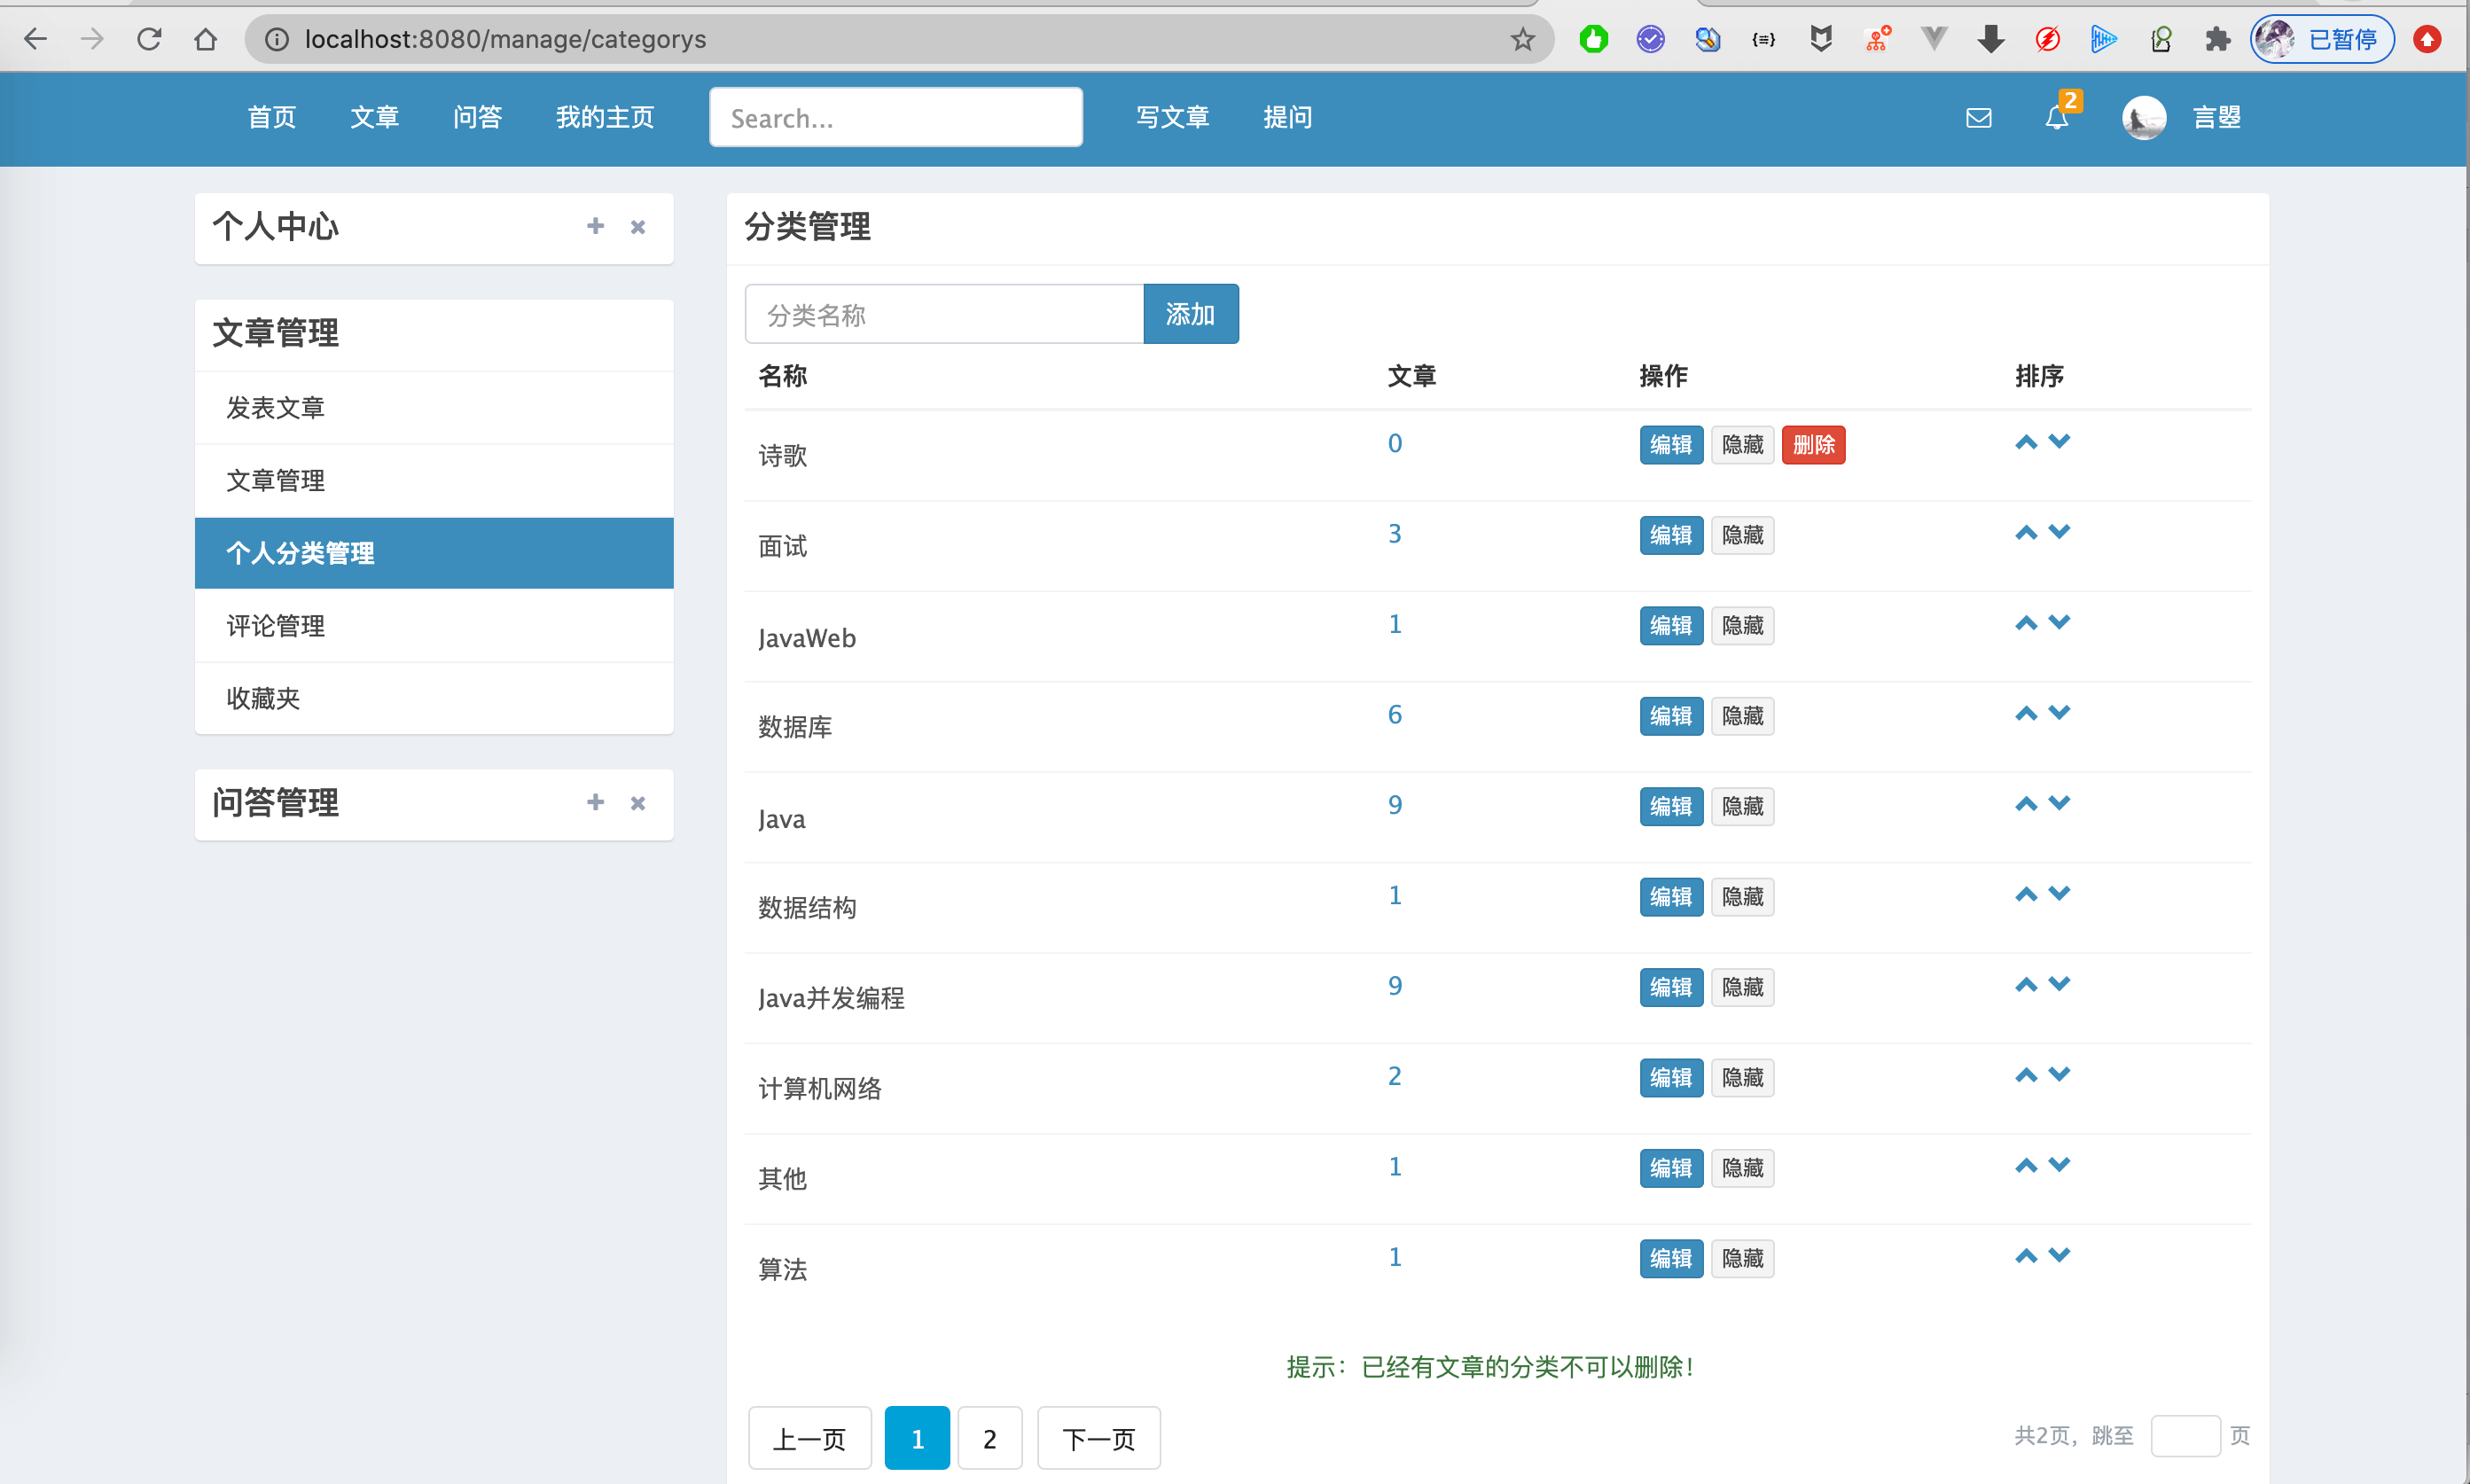 localhost:8080/manage/categorys
已暂停
首页 文章 问答 我的主页 Search... 写文章 提问 2 言曌
个人中心
文章管理
发表文章
文章管理
个人分类管理
评论管理
收藏夹
问答管理
分类管理
分类名称 添加
名称 文章 操作 排序
诗歌 0 编辑 隐藏 删除
面试 3 编辑 隐藏
JavaWeb 1 编辑 隐藏
数据库 6 编辑 隐藏
Java 9 编辑 隐藏
数据结构 1 编辑 隐藏
Java并发编程 9 编辑 隐藏
计算机网络 2 编辑 隐藏
其他 1 编辑 隐藏
算法 1 编辑 隐藏
提示：已经有文章的分类不可以删除！
上一页 1 2 下一页 共2页，跳至 页